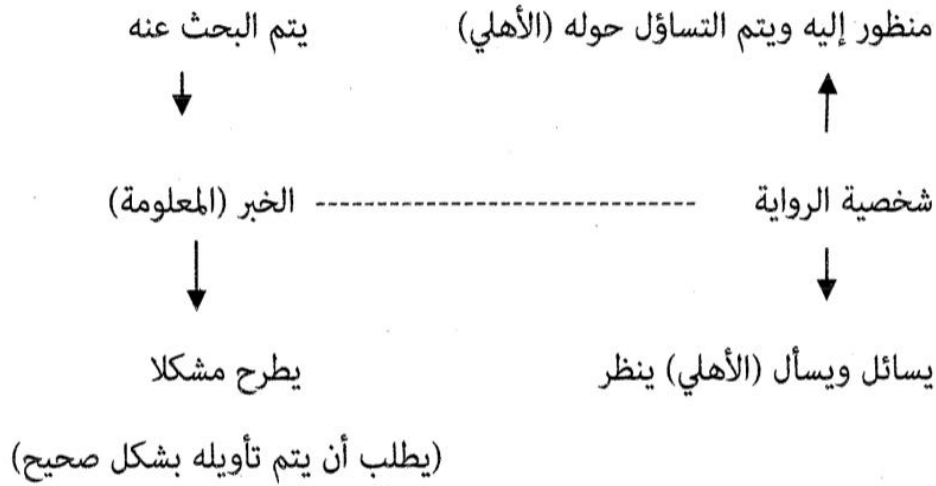 منظور إليه ويتم التساؤل حوله (الأهلي) يتم البحث عنه
شخصية الرواية ------------------------------ الخبر (المعلومة)
يسائل ويسأل (الأهلي) ينظر يطرح مشكلا
(يطلب أن يتم تأويله بشكل صحيح)